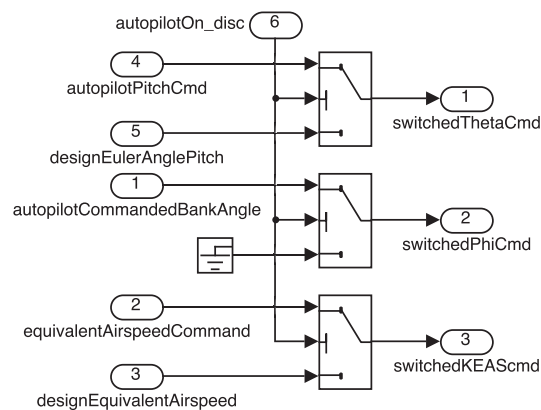 autopilotOn_disc
6
4
autopilotPitchCmd
1
switchedThetaCmd
5
designEulerAnglePitch
1
autopilotCommandedBankAngle
2
switchedPhiCmd
2
equivalentAirspeedCommand
3
switchedKEAScmd
3
designEquivalentAirspeed